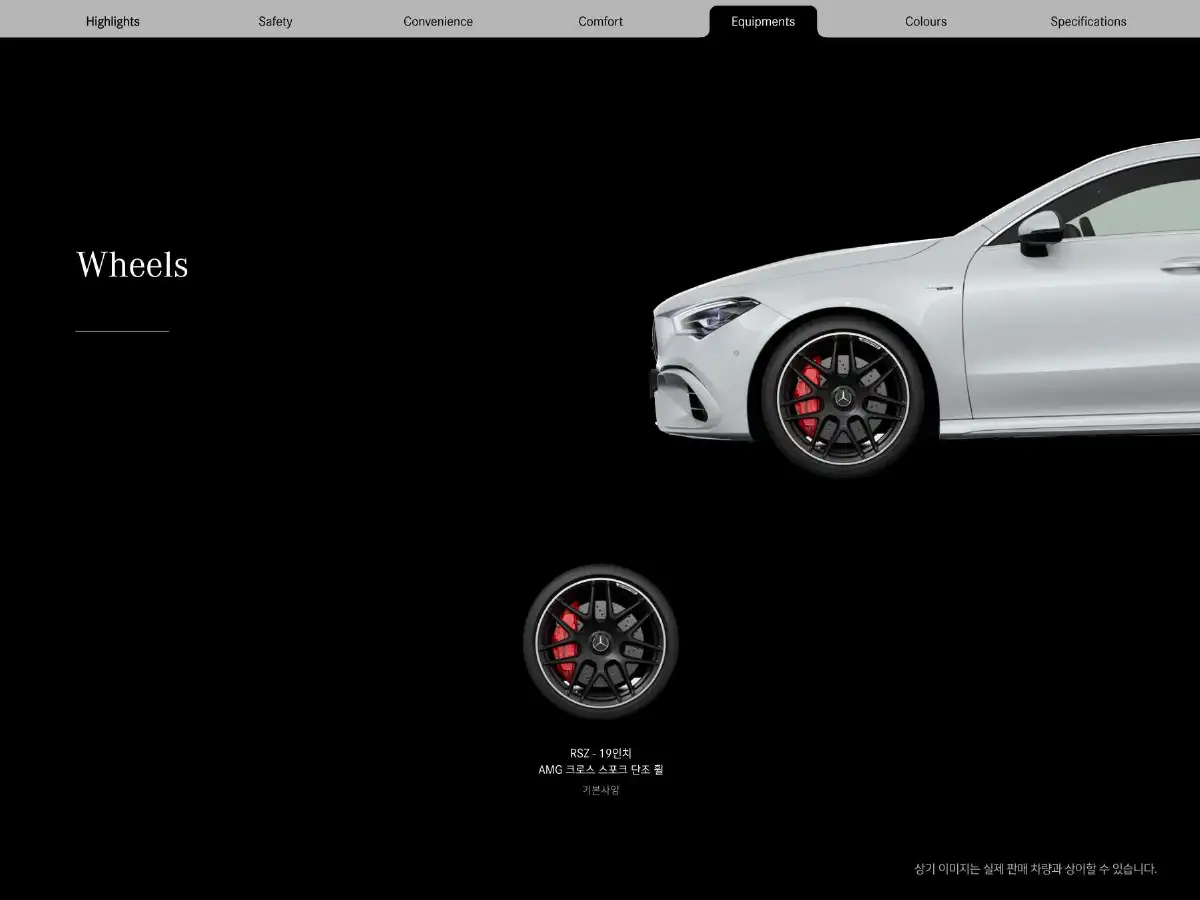 Highlights
Safety
Convenience
Comfort
Equipments
Colours
Specifications
Wheels
RSZ - 19인치
AMG 크로스 스포크 단조 휠
기본사양
상기 이미지는 실제 판매 차량과 상이할 수 있습니다.